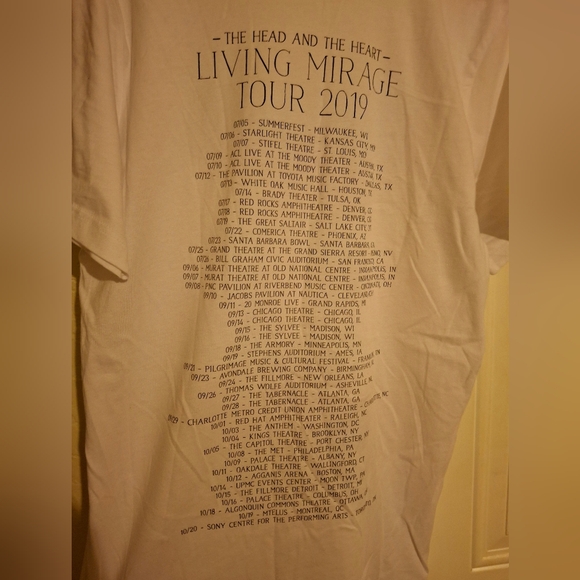 - THE HEAD AND THE HEART -
LIVING MIRAGE
TOUR 2019
07/05 - SUMMERFEST - MILWAUKEE, WI
07/06 - STARLIGHT THEATRE - KANSAS CITY,
07/07 - STIFEL THEATRE - ST. LOUIS, MO
07/09 - ACL LIVE AT THE MOODY THEATER - AUSTIN, TX
07/10 - ACL LIVE AT THE MOODY THEATER - AUSTIN, TX
07/12 - THE PAVILION AT TOYOTA MUSIC FACTORY - DALLAS, TX
07/13 - WHITE OAK MUSIC HALL - HOUSTON,
07/14 - BRADY THEATER - TULSA, OK
07/17 - RED ROCKS AMPHITHEATRE - DENVER, CO
07/18 - RED ROCKS AMPHITHEATRE - DENVER, CO
07/19 - THE GREAT SALTAIR - SALT LAKE CITY,
07/22 - COMERICA THEATRE - PHOENIX, AZ
07/23 - SANTA BARBARA BOWL - SANTA BARBARA,
07/25 - GRAND THEATRE AT THE GRAND SIERRA RESORT - RENO, NV
07/26 - BILL GRAHAM CIVIC AUDITORIUM - SAN FRANSICO, CA
09/06 - MURAT THEATRE AT OLD NATIONAL CENTRE - INDIANAPOLIS, IN
09/07 - MURAT THEATRE AT OLD NATIONAL CENTRE - INDIANAPOLIS, IN
09/08 - PNC PAVILION AT RIVERBEND MUSIC CENTER - CINCINNATI, OH
09/10 - JACOBS PAVILION AT NAUTICA - CLEVELAND,
09/11 - 20 MONROE LIVE - GRAND RAPIDS, MI
09/13 - CHICAGO THEATRE - CHICAGO, IL
09/14 - CHICAGO THEATRE - CHICAGO, IL
09/15 - THE SYLVEE - MADISON, WI
09/16 - THE SYLVEE - MADISON, WI
09/18 - THE ARMORY - MINNEAPOLIS, MN
09/19 - STEPHENS AUDITORIUM - AMES, IA
09/21 - PILGRIMAGE MUSIC & CULTURAL FESTIVAL - FRANKLIN, TN
09/23 - AVONDALE BREWING COMPANY - BIRMINGHAM,
09/24 - THE FILLMORE - NEW ORLEANS, LA
09/26 - THOMAS WOLFE AUDITORIUM - ASHEVILLE, NC
09/27 - THE TABERNACLE - ATLANTA, GA
09/28 - THE TABERNACLE - ATLANTA, GA
09/29 - CHARLOTTE METRO CREDIT UNION AMPHITHEATRE - CHARLOTTE, NC
10/01 - RED HAT AMPHITHEATER - RALEIGH, NC
10/03 - THE ANTHEM - WASHINGTON, DC
10/04 - KINGS THEATRE - BROOKLYN, NY
10/05 - THE CAPITOL THEATRE - PORT CHESTER, NY
10/08 - THE MET - PHILADELPHIA, PA
10/09 - PALACE THEATRE - ALBANY, NY
10/11 - OAKDALE THEATRE - WALLINGFORD, CT
10/12 - AGGANIS ARENA - BOSTON, MA
10/14 - UPMC EVENTS CENTER - MOON TWP, PA
10/15 - THE FILLMORE DETROIT - DETROIT, MI
10/16 - PALACE THEATRE - COLUMBUS, OH
10/18 - ALGONQUIN COMMONS THEATRE - OTTAWA,
10/19 - MTELUS - MONTREAL, QC
10/20 - SONY CENTRE FOR THE PERFORMING ARTS - TORONTO,